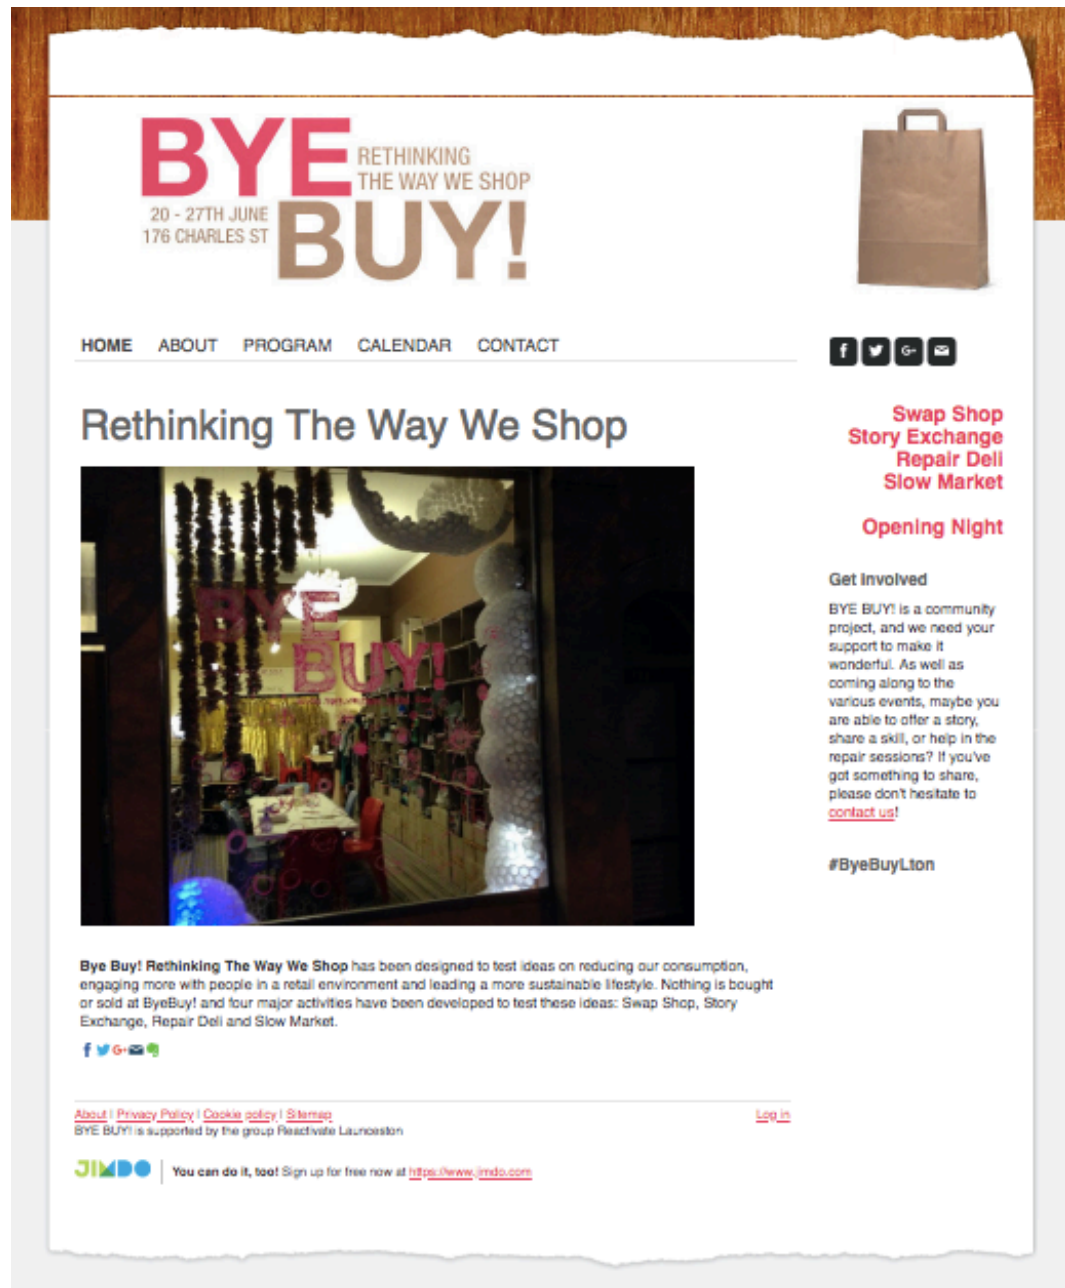 BYE
RETHINKING
THE WAY WE SHOP
20 - 27TH JUNE
176 CHARLES ST
BUY!
HOME ABOUT PROGRAM CALENDAR CONTACT
Rethinking The Way We Shop
BYE
BUY!
Bye Buy! Rethinking The Way We Shop has been designed to test ideas on reducing our consumption,
engaging more with people in a retail environment and leading a more sustainable lifestyle. Nothing is bought
or sold at ByeBuy! and four major activities have been developed to test these ideas: Swap Shop, Story
Exchange, Repair Deli and Slow Market.
Swap Shop
Story Exchange
Repair Deli
Slow Market
Opening Night
Get Involved
BYE BUY! is a community
project, and we need your
support to make it
wonderful. As well as
coming along to the
various events, maybe you
are able to offer a story,
share a skill, or help in the
repair sessions? If you've
got something to share,
please don't hesitate to
contact us!
#ByeBuyLton
About | Privacy Policy | Cookie policy | Sitemap
Log in
BYE BUY! is supported by the group Reactivate Launceston
JIMDO
You can do it, too! Sign up for free now at https://www.jimdo.com